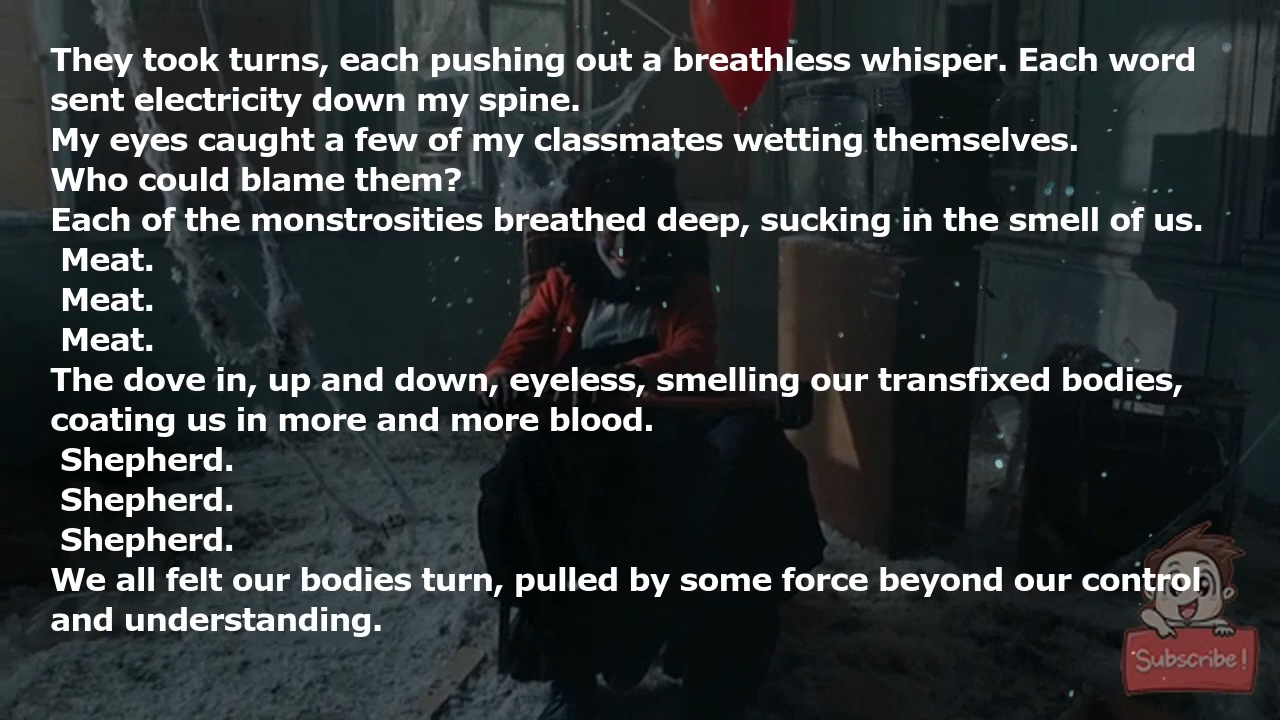 They took turns, each pushing out a breathless whisper. Each word
sent electricity down my spine.
My eyes caught a few of my classmates wetting themselves.
Who could blame them?
Each of the monstrosities breathed deep, sucking in the smell of us.
Meat.
Meat.
Meat.
The dove in, up and down, eyeless, smelling our transfixed bodies,
coating us in more and more blood.
Shepherd.
Shepherd.
Shepherd.
We all felt our bodies turn, pulled by some force beyond our control
and understanding.
Subscribe!